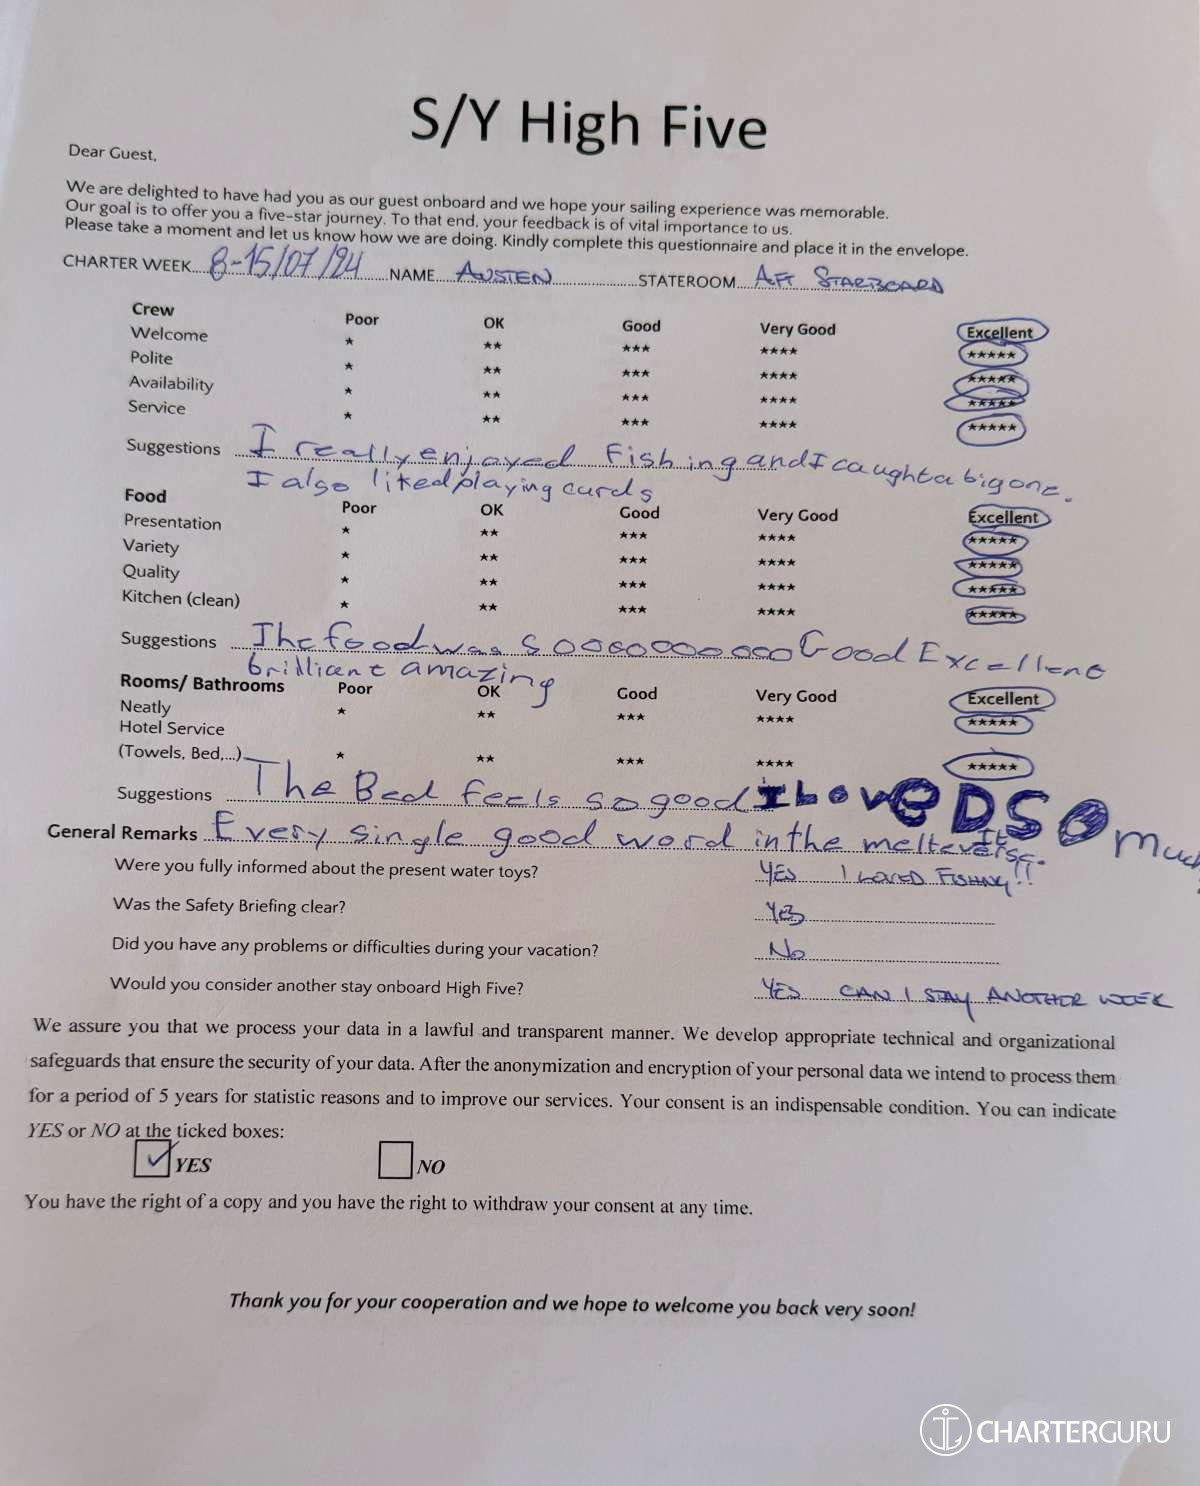 S/Y High Five
Dear Guest,
We are delighted to have had you as our guest onboard and we hope your sailing experience was memorable.
Our goal is to offer you a five-star journey. To that end, your feedback is of vital importance to us.
Please take a moment and let us know how we are doing. Kindly complete this questionnaire and place it in the envelope.
CHARTER WEEK....8-15/07/24....NAME....AUSTEN....STATEROOM....AFT STARBOARD
Crew Poor OK Good Very Good Excellent
Welcome * ** *** **** *****
Polite * ** *** **** *****
Availability * ** *** **** *****
Service * ** *** **** *****
Suggestions I really enjoyed fishing and I caught a big one.
I also liked playing cards
Food Poor OK Good Very Good Excellent
Presentation * ** *** **** *****
Variety * ** *** **** *****
Quality * ** *** **** *****
Kitchen (clean) * ** *** **** *****
Suggestions The food was sooooooooooo Good Excellent
brillient amazing
Rooms/ Bathrooms Poor OK Good Very Good Excellent
Neatly * ** *** **** *****
Hotel Service
(Towels, Bed,...) * ** *** **** *****
Suggestions The Bed feels so good I Loved
So much
General Remarks Every single good word in the
Were you fully informed about the present water toys? YES I LOVED FISHING!!
Was the Safety Briefing clear? YES
Did you have any problems or difficulties during your vacation? No
Would you consider another stay onboard High Five? YES CAN I STAY ANOTHER WEEK
We assure you that we process your data in a lawful and transparent manner. We develop appropriate technical and organizational
safeguards that ensure the security of your data. After the anonymization and encryption of your personal data we intend to process them
for a period of 5 years for statistic reasons and to improve our services. Your consent is an indispensable condition. You can indicate
YES or NO at the ticked boxes:
YES NO
You have the right of a copy and you have the right to withdraw your consent at any time.
Thank you for your cooperation and we hope to welcome you back very soon!
CHARTERGURU